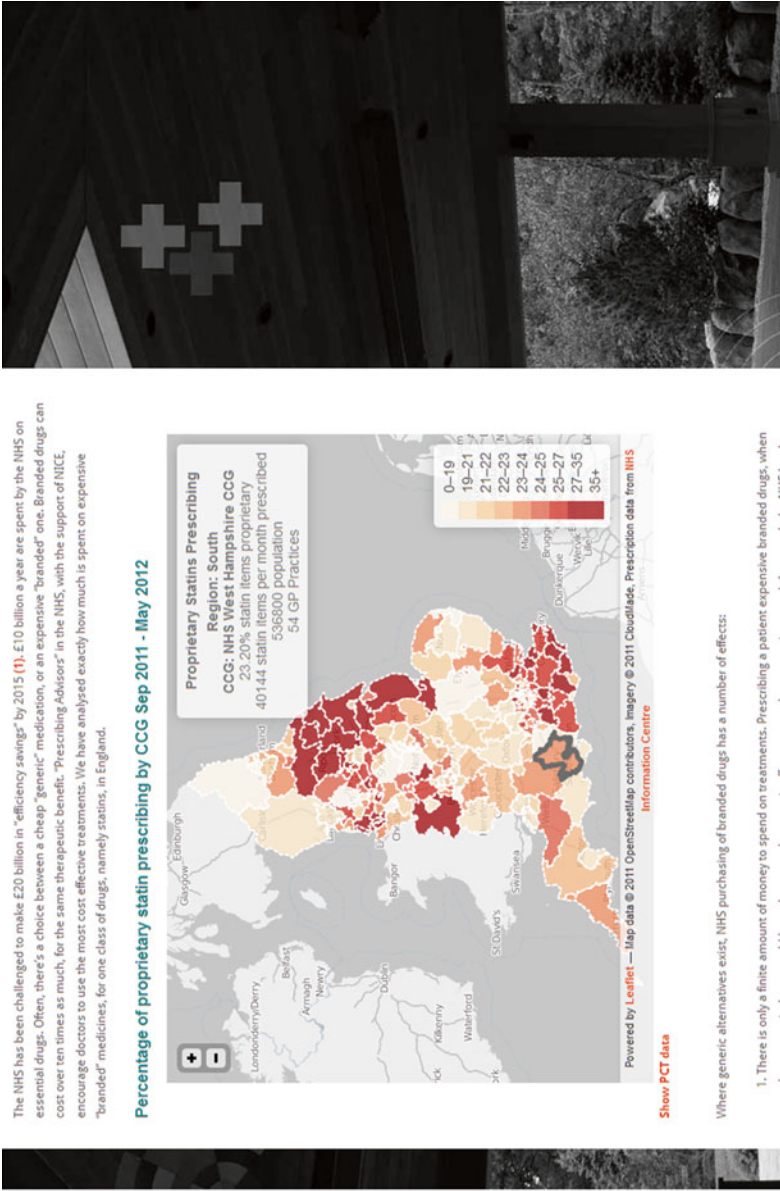 The NHS has been challenged to make £20 billion in "efficiency savings" by 2015 (1). £10 billion a year are spent by the NHS on
essential drugs. Often, there's a choice between a cheap "generic" medication, or an expensive "branded" one. Branded drugs can
cost over ten times as much, for the same therapeutic benefit. "Prescribing Advisors" in the NHS, with the support of NICE,
encourage doctors to use the most cost effective treatments. We have analysed exactly how much is spent on expensive
"branded" medicines, for one class of drugs, namely statins, in England.
Percentage of proprietary statin prescribing by CCG Sep 2011 - May 2012
+
−
Glasgow
Edinburgh
Londonderry/Derry
Belfast
Armagh
Newry
Dublin
Kilkenny
Waterford
Bangor
St David's
Swansea
Dunkerque
Brugge
Wervik
Lille
Proprietary Statins Prescribing
Region: South
CCG: NHS West Hampshire CCG
23.20% statin items proprietary
40144 statin items per month prescribed
536800 population
54 GP Practices
0–19
19–21
21–22
22–23
23–24
24–25
25–27
27–35
35+
Powered by Leaflet — Map data © 2011 OpenStreetMap contributors, Imagery © 2011 CloudMade, Prescription data from NHS
Information Centre
Show PCT data
Where generic alternatives exist, NHS purchasing of branded drugs has a number of effects:
1. There is only a finite amount of money to spend on treatments. Prescribing a patient expensive branded drugs, when